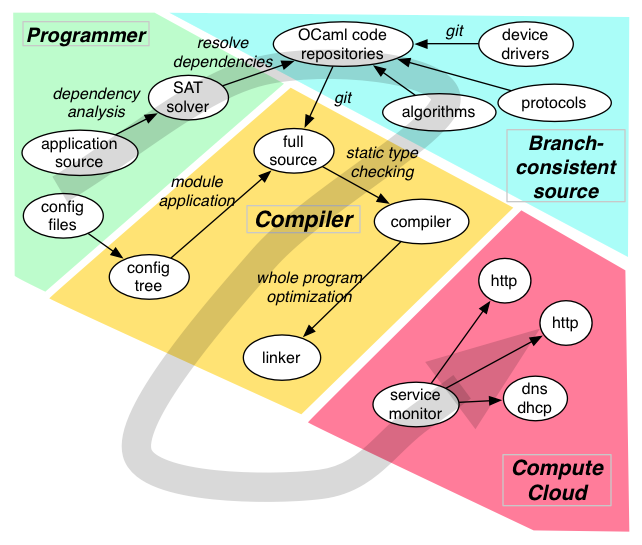 Programmer
resolve
dependencies
OCaml code
repositories
git
device
drivers
dependency
analysis
SAT
solver
git
algorithms
protocols
application
source
full
source
static type
checking
Branch-
consistent
source
config
files
module
application
Compiler
compiler
config
tree
whole program
optimization
http
http
linker
service
monitor
dns
dhcp
Compute
Cloud